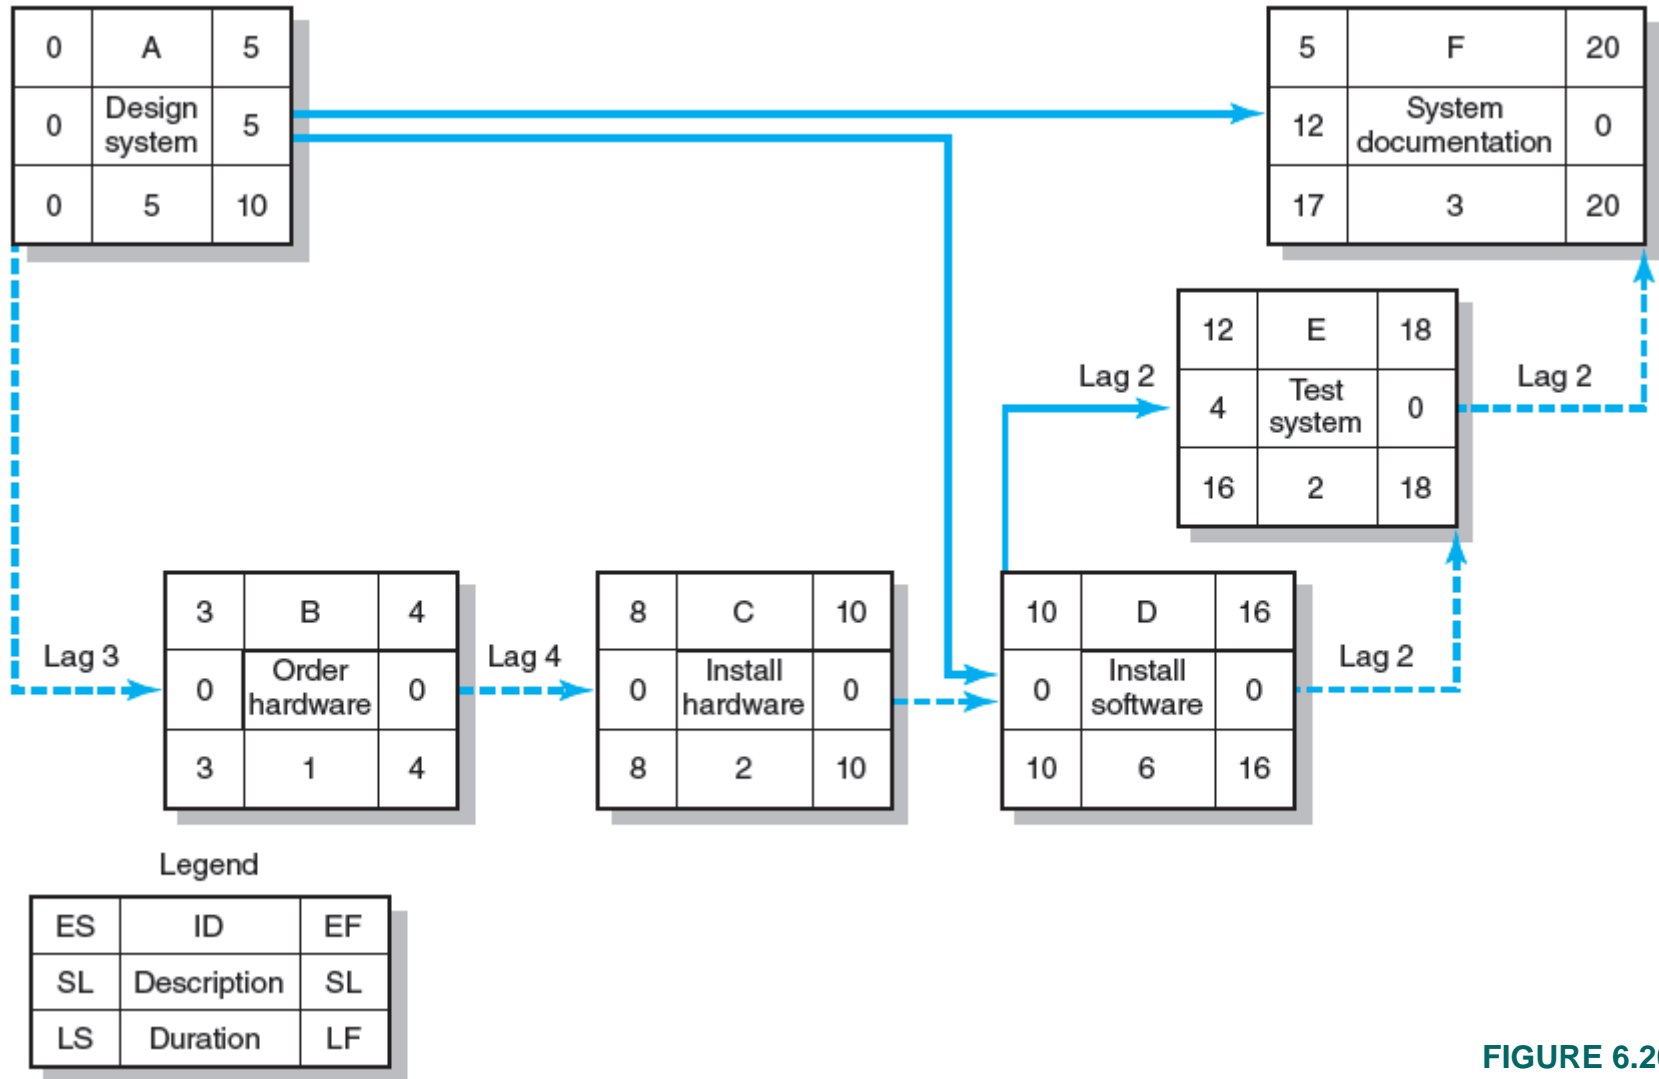 0 A 5
0 Design system 5
0 5 10
5 F 20
12 System documentation 0
17 3 20
12 E 18
4 Test system 0
16 2 18
Lag 2
Lag 2
3 B 4
0 Order hardware 0
3 1 4
8 C 10
0 Install hardware 0
8 2 10
10 D 16
0 Install software 0
10 6 16
Lag 3
Lag 4
Lag 2
Legend
ES ID EF
SL Description SL
LS Duration LF